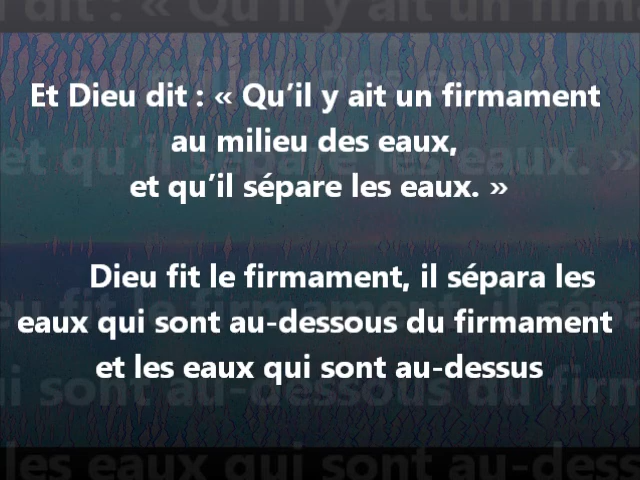 Et Dieu dit : « Qu’il y ait un firmament
au milieu des eaux,
et qu’il sépare les eaux. »
Dieu fit le firmament, il sépara les
eaux qui sont au-dessous du firmament
et les eaux qui sont au-dessus